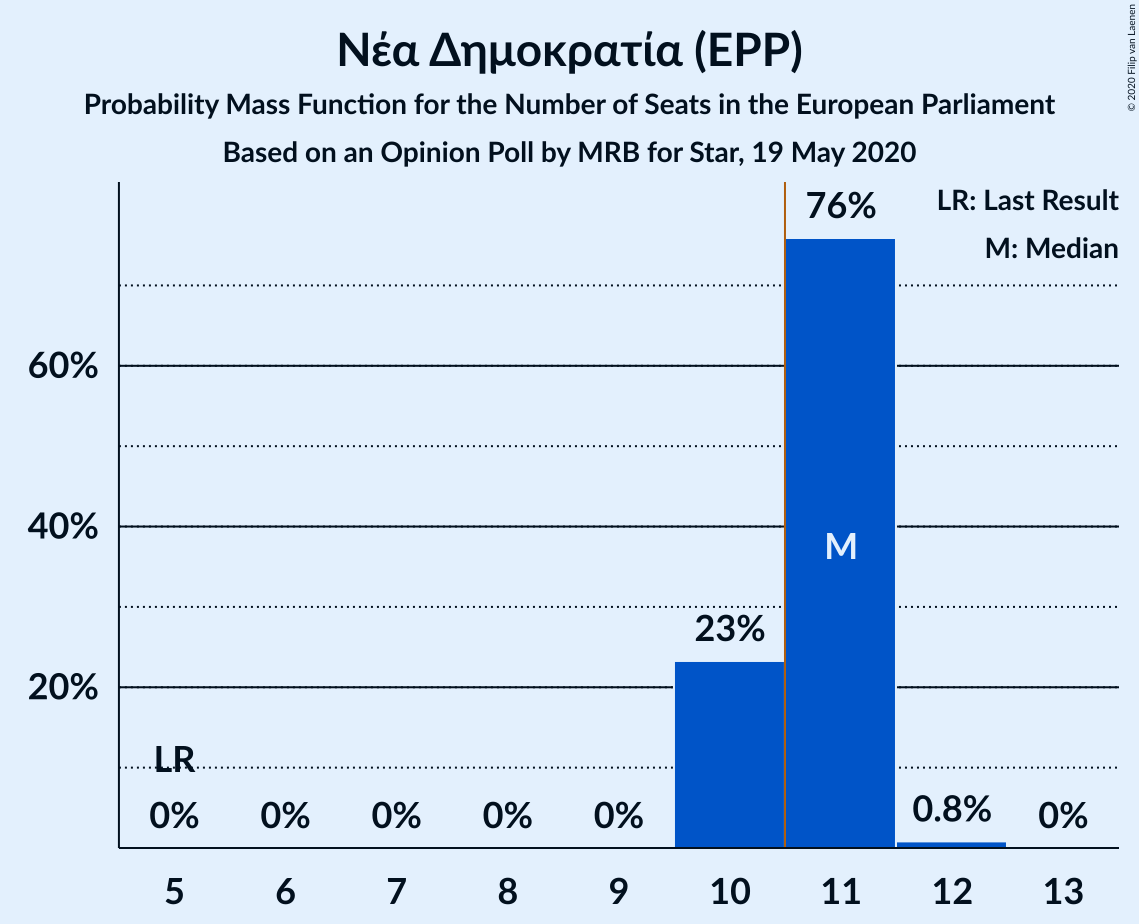 Νέα Δημοκρατία (EPP)
Probability Mass Function for the Number of Seats in the European Parliament
Based on an Opinion Poll by MRB for Star, 19 May 2020
© 2020 Filip van Laenen
LR: Last Result
M: Median
76%
60%
40%
M
23%
20%
LR
0% 0% 0% 0% 0% 0.8% 0%
5 6 7 8 9 10 11 12 13